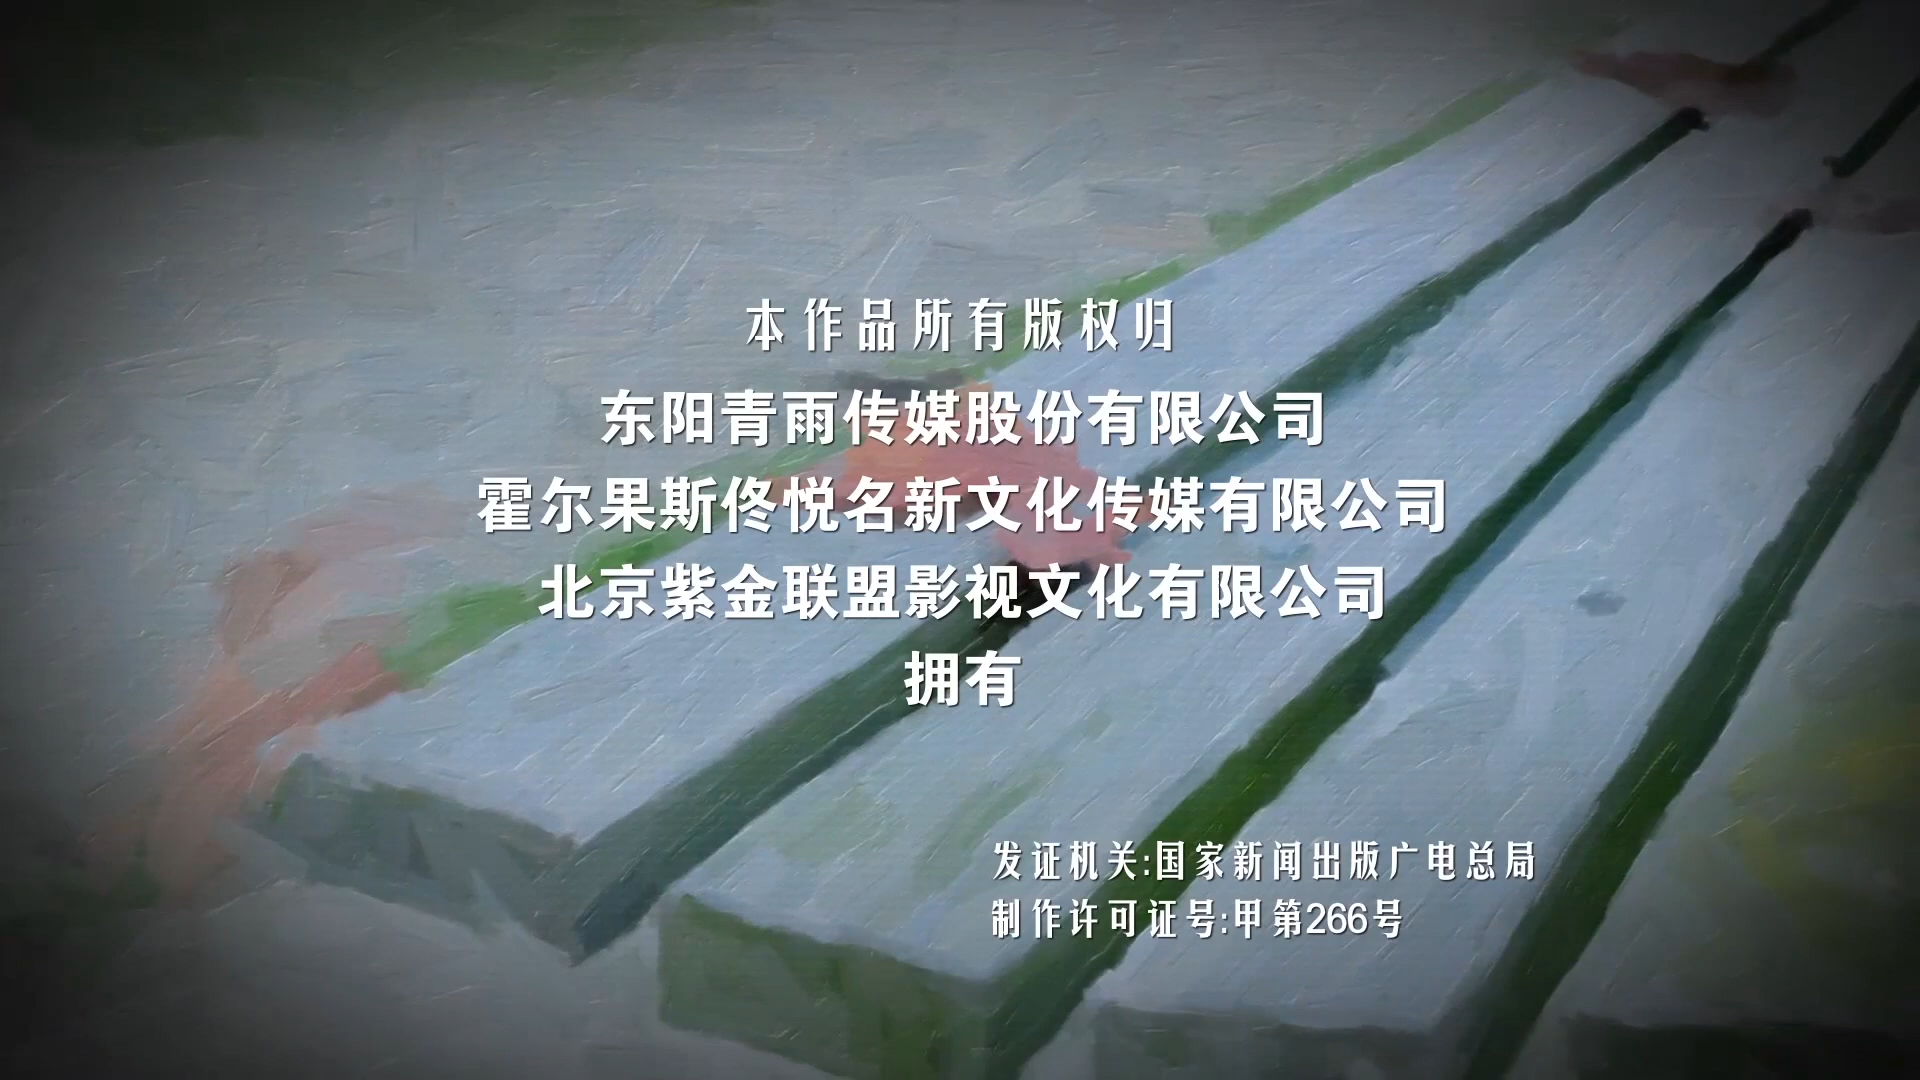 本作品所有版权归
东阳青雨传媒股份有限公司
霍尔果斯佟悦名新文化传媒有限公司
北京紫金联盟影视文化有限公司
拥有
发证机关:国家新闻出版广电总局
制作许可证号:甲第266号